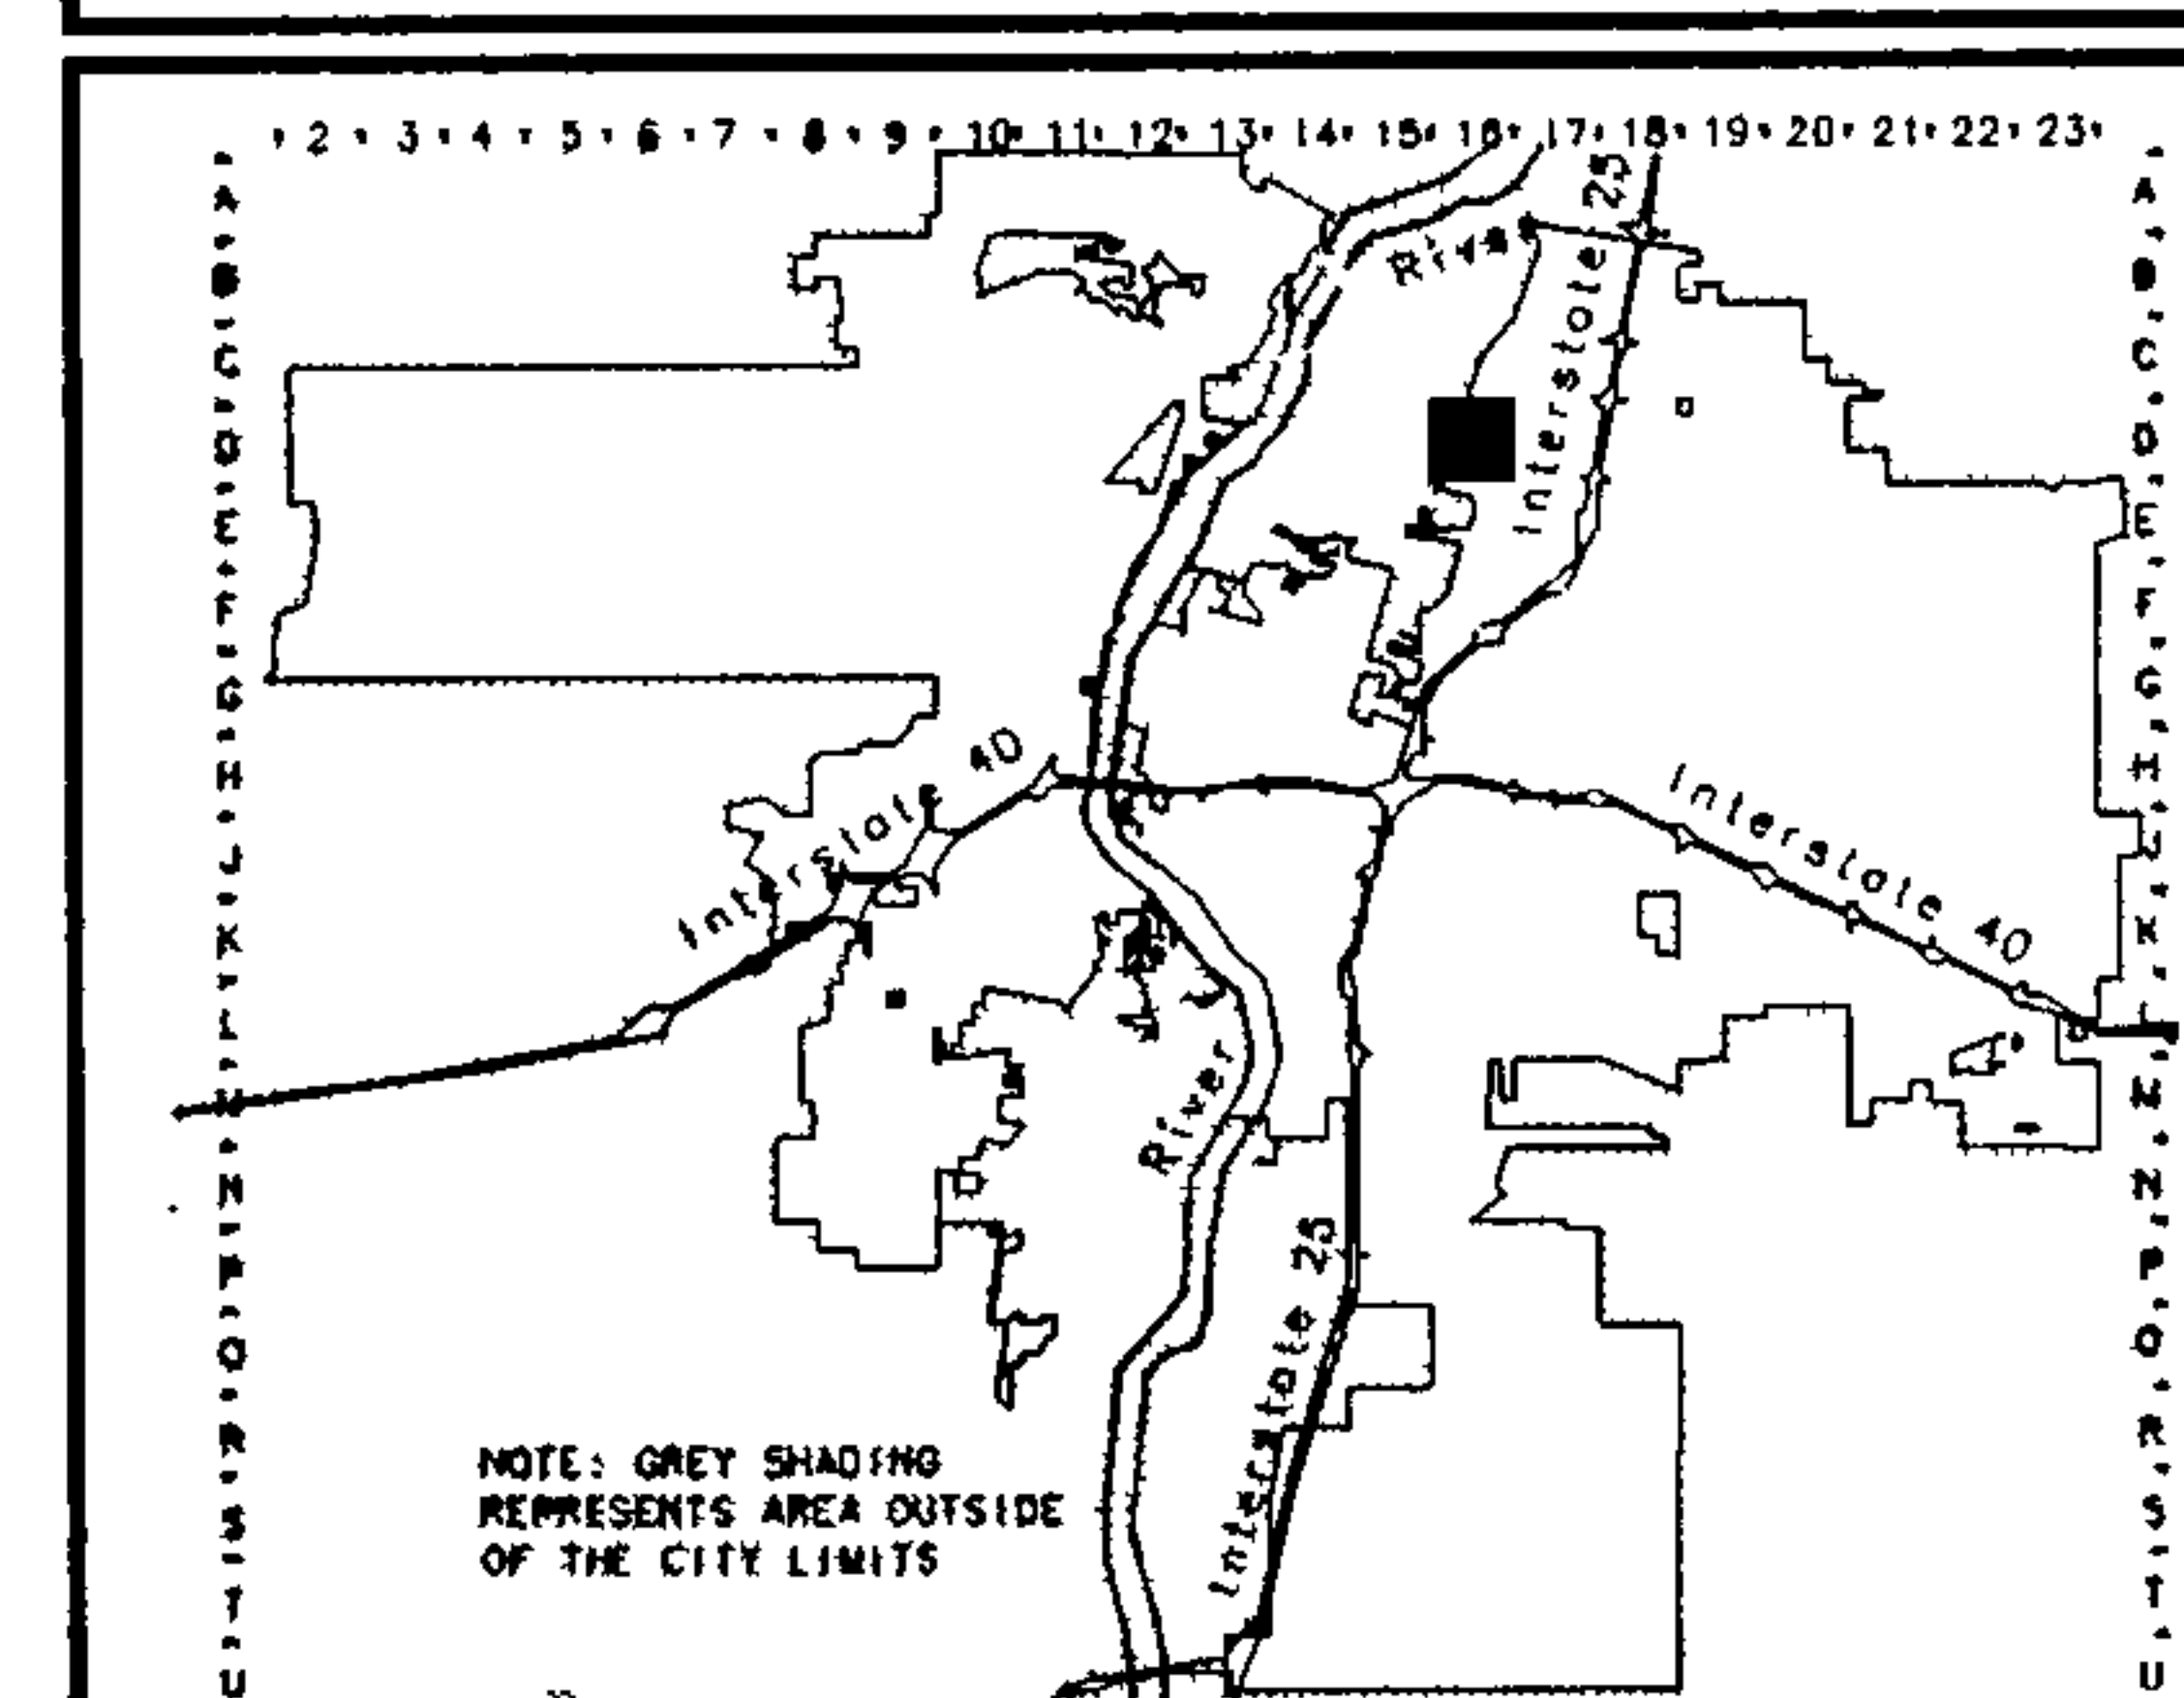 2 3 4 5 6 7 8 9 10 11 12 13 14 15 16 17 18 19 20 21 22 23
A
B
C
D
E
F
G
H
J
K
L
M
N
P
Q
R
S
T
U
A
B
C
D
E
F
G
H
J
K
L
M
N
P
Q
R
S
T
U
River
Interstate 25
Interstate 40
Interstate 40
River
Interstate 25
NOTE: GREY SHADING
REPRESENTS AREA OUTSIDE
OF THE CITY LIMITS